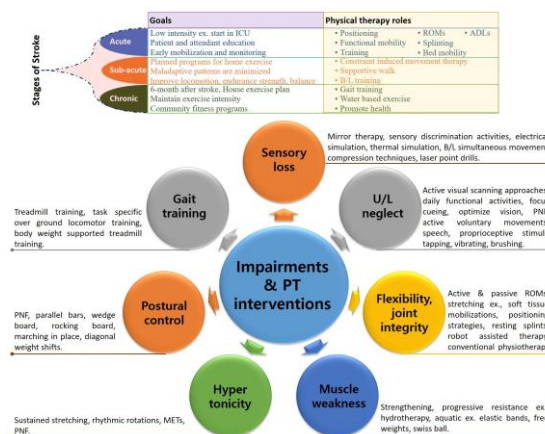 Goals
Physical therapy roles
Stages of Stroke
Acute
Low intensity ex. start in ICU
Patient and attendant education
Early mobilization and monitoring
• Positioning • ROMs • ADLs
• Functional mobility • Splinting
• Training • Bed mobility
Sub-acute
Planned programs for home exercise
Maladaptive patterns are minimized
Improve locomotion, endurance strength, balance
• Constraint induced movement therapy
• Supportive walk
• B/L training
Chronic
6-month after stroke, House exercise plan
Maintain exercise intensity
Community fitness programs
• Gait training
• Water based exercise
• Promote health
Sensory
loss
Mirror therapy, sensory discrimination activities, electrical
simulation, thermal simulation, B/L simultaneous movement
compression techniques, laser point drills.
Gait
training
Treadmill training, task specific
over ground locomotor training,
body weight supported treadmill
training.
U/L
neglect
Active visual scanning approaches
daily functional activities, focu
cueing, optimize vision, PNF
active voluntary movements
speech, proprioceptive stimuli
tapping, vibrating, brushing.
Impairments
& PT
interventions
Postural
control
PNF, parallel bars, wedge
board, rocking board,
marching in place, diagonal
weight shifts.
Flexibility,
joint
integrity
Active & passive ROMs
stretching ex., soft tissue
mobilizations, positioning
strategies, resting splints
robot assisted therapy
conventional physiotherapy
Hyper
tonicity
Sustained stretching, rhythmic rotations, METs,
PNF.
Muscle
weakness
Strengthening, progressive resistance ex.
hydrotherapy, aquatic ex. elastic bands, free
weights, swiss ball.